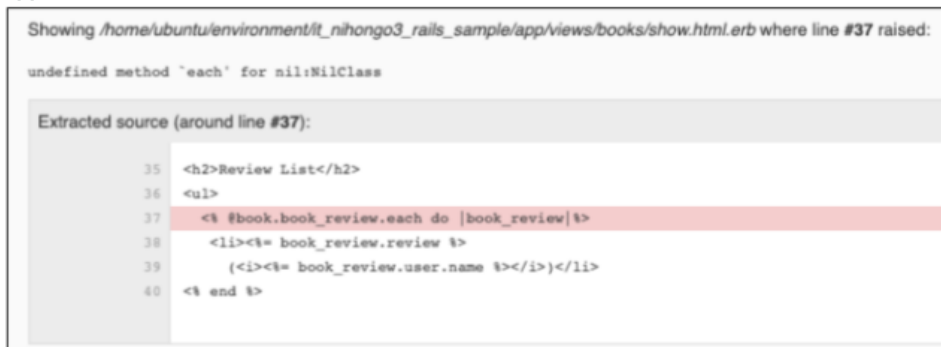 Showing /home/ubuntu/environment/it_nihongo3_rails_sample/app/views/books/show.html.erb where line #37 raised:
undefined method `each' for nil:NilClass
Extracted source (around line #37):
35 <h2>Review List</h2>
36 <ul>
37 <% @book.book_review.each do |book_review|%>
38 <li><%= book_review.review %>
39 (<i><%= book_review.user.name %></i>)</li>
40 <% end %>